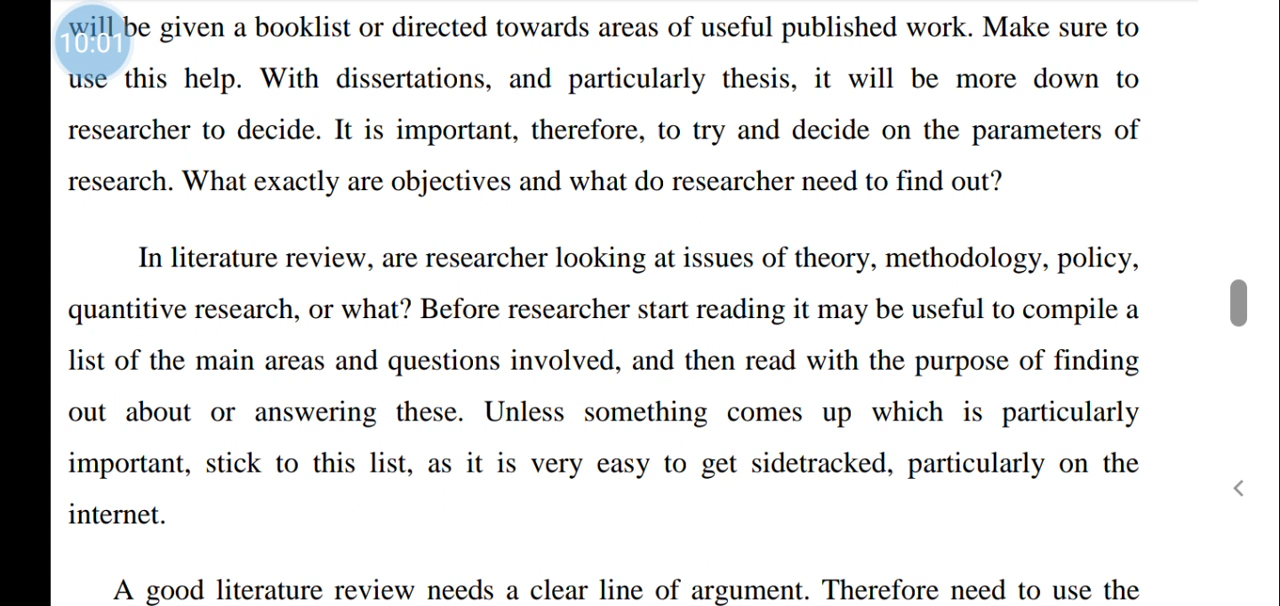 will be given a booklist or directed towards areas of useful published work. Make sure to
10:01
use this help. With dissertations, and particularly thesis, it will be more down to
researcher to decide. It is important, therefore, to try and decide on the parameters of
research. What exactly are objectives and what do researcher need to find out?
In literature review, are researcher looking at issues of theory, methodology, policy,
quantitive research, or what? Before researcher start reading it may be useful to compile a
list of the main areas and questions involved, and then read with the purpose of finding
out about or answering these. Unless something comes up which is particularly
important, stick to this list, as it is very easy to get sidetracked, particularly on the
internet.
A good literature review needs a clear line of argument. Therefore need to use the